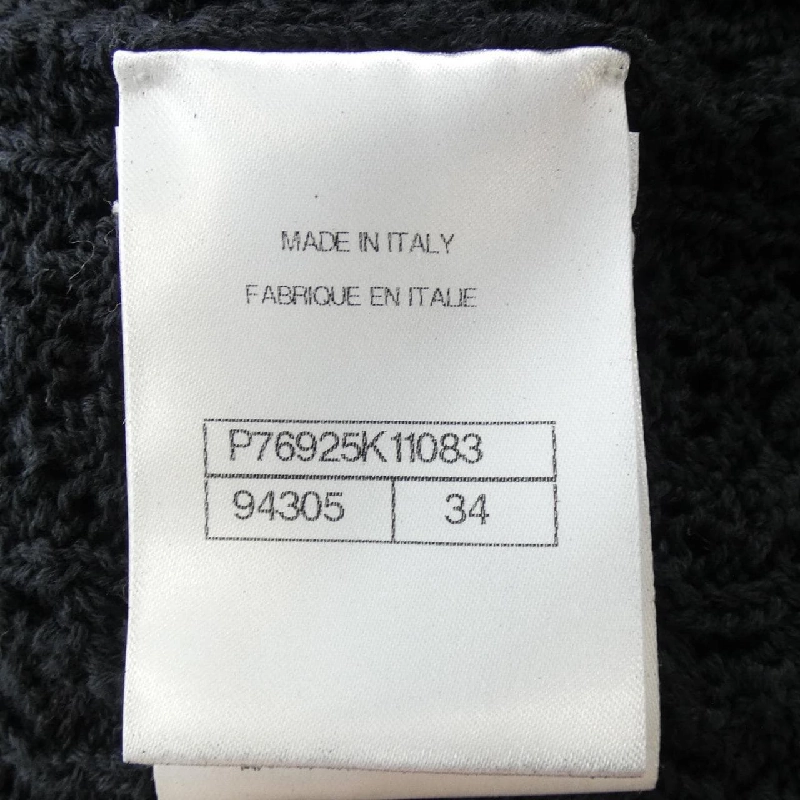 MADE IN ITALY
FABRIQUE EN ITALIE
P76925K11083
94305 34